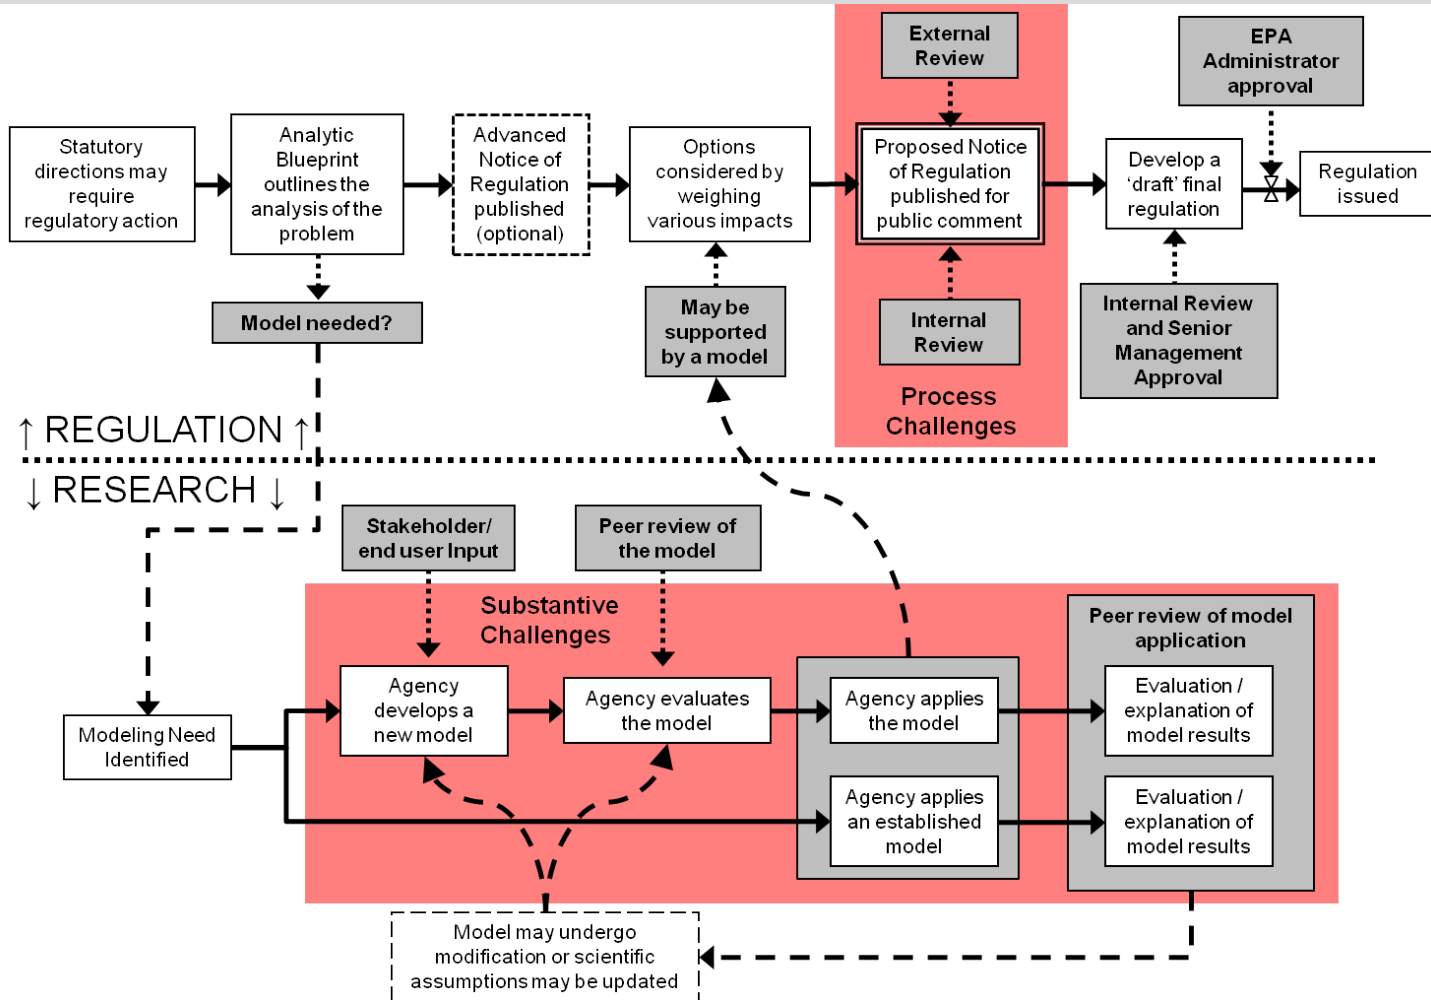 External
Review
EPA
Administrator
approval
Statutory
directions may
require
regulatory action
Analytic
Blueprint
outlines the
analysis of the
problem
Advanced
Notice of
Regulation
published
(optional)
Options
considered by
weighing
various impacts
Proposed Notice
of Regulation
published for
public comment
Develop a
‘draft’ final
regulation
Regulation
issued
Model needed?
May be
supported
by a model
Internal
Review
Internal Review
and Senior
Management
Approval
Process
Challenges
↑ REGULATION ↑
↓ RESEARCH ↓
Stakeholder/
end user Input
Peer review of
the model
Substantive
Challenges
Peer review of model
application
Modeling Need
Identified
Agency
develops a
new model
Agency evaluates
the model
Agency applies
the model
Evaluation /
explanation of
model results
Agency applies
an established
model
Evaluation /
explanation of
model results
Model may undergo
modification or scientific
assumptions may be updated